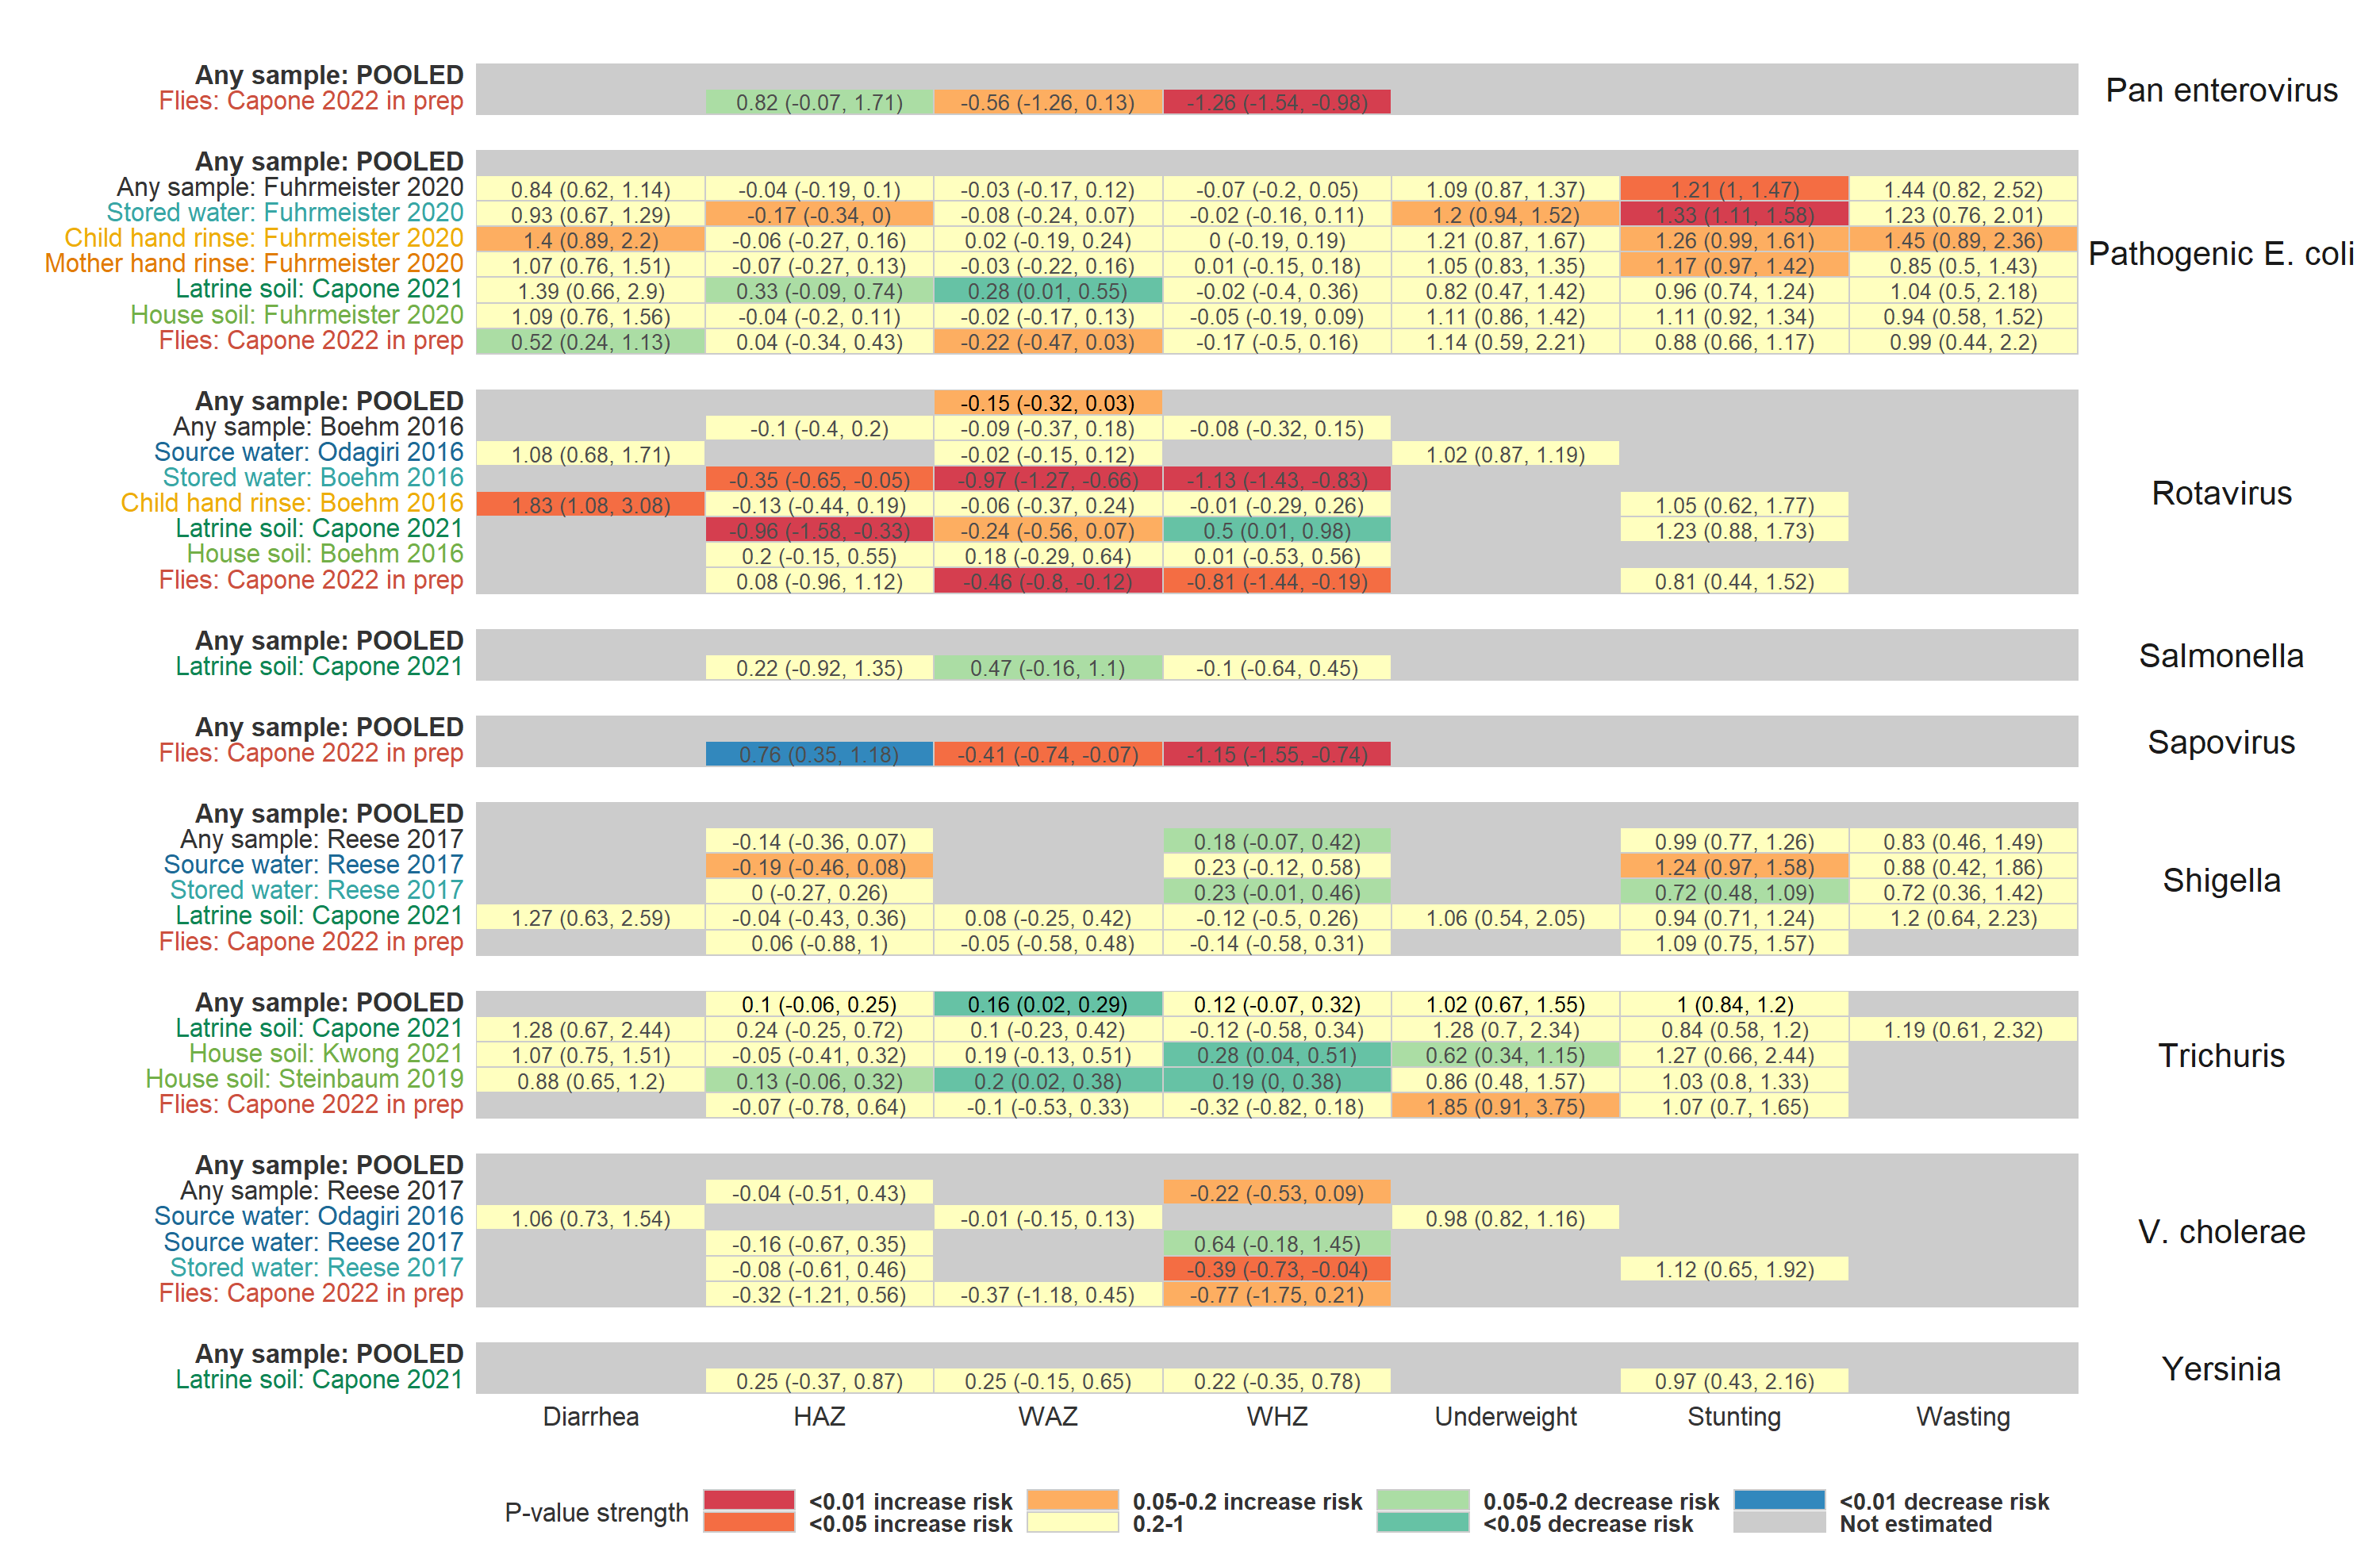 Any sample: POOLED
Flies: Capone 2022 in prep 0.82 (-0.07, 1.71) -0.56 (-1.26, 0.13) -1.26 (-1.54, -0.98)
Pan enterovirus
Any sample: POOLED
Any sample: Fuhrmeister 2020 0.84 (0.62, 1.14) -0.04 (-0.19, 0.1) -0.03 (-0.17, 0.12) -0.07 (-0.2, 0.05) 1.09 (0.87, 1.37) 1.21 (1, 1.47) 1.44 (0.82, 2.52)
Stored water: Fuhrmeister 2020 0.93 (0.67, 1.29) -0.17 (-0.34, 0) -0.08 (-0.24, 0.07) -0.02 (-0.16, 0.11) 1.2 (0.94, 1.52) 1.33 (1.11, 1.58) 1.23 (0.76, 2.01)
Child hand rinse: Fuhrmeister 2020 1.4 (0.89, 2.2) -0.06 (-0.27, 0.16) 0.02 (-0.19, 0.24) 0 (-0.19, 0.19) 1.21 (0.87, 1.67) 1.26 (0.99, 1.61) 1.45 (0.89, 2.36)
Mother hand rinse: Fuhrmeister 2020 1.07 (0.76, 1.51) -0.07 (-0.27, 0.13) -0.03 (-0.22, 0.16) 0.01 (-0.15, 0.18) 1.05 (0.83, 1.35) 1.17 (0.97, 1.42) 0.85 (0.5, 1.43)
Latrine soil: Capone 2021 1.39 (0.66, 2.9) 0.33 (-0.09, 0.74) 0.28 (0.01, 0.55) -0.02 (-0.4, 0.36) 0.82 (0.47, 1.42) 0.96 (0.74, 1.24) 1.04 (0.5, 2.18)
House soil: Fuhrmeister 2020 1.09 (0.76, 1.56) -0.04 (-0.2, 0.11) -0.02 (-0.17, 0.13) -0.05 (-0.19, 0.09) 1.11 (0.86, 1.42) 1.11 (0.92, 1.34) 0.94 (0.58, 1.52)
Flies: Capone 2022 in prep 0.52 (0.24, 1.13) 0.04 (-0.34, 0.43) -0.22 (-0.47, 0.03) -0.17 (-0.5, 0.16) 1.14 (0.59, 2.21) 0.88 (0.66, 1.17) 0.99 (0.44, 2.2)
Pathogenic E. coli
Any sample: POOLED -0.15 (-0.32, 0.03)
Any sample: Boehm 2016 -0.1 (-0.4, 0.2) -0.09 (-0.37, 0.18) -0.08 (-0.32, 0.15)
Source water: Odagiri 2016 1.08 (0.68, 1.71) -0.02 (-0.15, 0.12) 1.02 (0.87, 1.19)
Stored water: Boehm 2016 -0.35 (-0.65, -0.05) -0.97 (-1.27, -0.66) -1.13 (-1.43, -0.83)
Child hand rinse: Boehm 2016 1.83 (1.08, 3.08) -0.13 (-0.44, 0.19) -0.06 (-0.37, 0.24) -0.01 (-0.29, 0.26) 1.05 (0.62, 1.77)
Latrine soil: Capone 2021 -0.96 (-1.58, -0.33) -0.24 (-0.56, 0.07) 0.5 (0.01, 0.98) 1.23 (0.88, 1.73)
House soil: Boehm 2016 0.2 (-0.15, 0.55) 0.18 (-0.29, 0.64) 0.01 (-0.53, 0.56)
Flies: Capone 2022 in prep 0.08 (-0.96, 1.12) -0.46 (-0.8, -0.12) -0.81 (-1.44, -0.19) 0.81 (0.44, 1.52)
Rotavirus
Any sample: POOLED
Latrine soil: Capone 2021 0.22 (-0.92, 1.35) 0.47 (-0.16, 1.1) -0.1 (-0.64, 0.45)
Salmonella
Any sample: POOLED
Flies: Capone 2022 in prep 0.76 (0.35, 1.18) -0.41 (-0.74, -0.07) -1.15 (-1.55, -0.74)
Sapovirus
Any sample: POOLED
Any sample: Reese 2017 -0.14 (-0.36, 0.07) 0.18 (-0.07, 0.42) 0.99 (0.77, 1.26) 0.83 (0.46, 1.49)
Source water: Reese 2017 -0.19 (-0.46, 0.08) 0.23 (-0.12, 0.58) 1.24 (0.97, 1.58) 0.88 (0.42, 1.86)
Stored water: Reese 2017 0 (-0.27, 0.26) 0.23 (-0.01, 0.46) 0.72 (0.48, 1.09) 0.72 (0.36, 1.42)
Latrine soil: Capone 2021 1.27 (0.63, 2.59) -0.04 (-0.43, 0.36) 0.08 (-0.25, 0.42) -0.12 (-0.5, 0.26) 1.06 (0.54, 2.05) 0.94 (0.71, 1.24) 1.2 (0.64, 2.23)
Flies: Capone 2022 in prep 0.06 (-0.88, 1) -0.05 (-0.58, 0.48) -0.14 (-0.58, 0.31) 1.09 (0.75, 1.57)
Shigella
Any sample: POOLED 0.1 (-0.06, 0.25) 0.16 (0.02, 0.29) 0.12 (-0.07, 0.32) 1.02 (0.67, 1.55) 1 (0.84, 1.2)
Latrine soil: Capone 2021 1.28 (0.67, 2.44) 0.24 (-0.25, 0.72) 0.1 (-0.23, 0.42) -0.12 (-0.58, 0.34) 1.28 (0.7, 2.34) 0.84 (0.58, 1.2) 1.19 (0.61, 2.32)
House soil: Kwong 2021 1.07 (0.75, 1.51) -0.05 (-0.41, 0.32) 0.19 (-0.13, 0.51) 0.28 (0.04, 0.51) 0.62 (0.34, 1.15) 1.27 (0.66, 2.44)
House soil: Steinbaum 2019 0.88 (0.65, 1.2) 0.13 (-0.06, 0.32) 0.2 (0.02, 0.38) 0.19 (0, 0.38) 0.86 (0.48, 1.57) 1.03 (0.8, 1.33)
Flies: Capone 2022 in prep -0.07 (-0.78, 0.64) -0.1 (-0.53, 0.33) -0.32 (-0.82, 0.18) 1.85 (0.91, 3.75) 1.07 (0.7, 1.65)
Trichuris
Any sample: POOLED
Any sample: Reese 2017 -0.04 (-0.51, 0.43) -0.22 (-0.53, 0.09)
Source water: Odagiri 2016 1.06 (0.73, 1.54) -0.01 (-0.15, 0.13) 0.98 (0.82, 1.16)
Source water: Reese 2017 -0.16 (-0.67, 0.35) 0.64 (-0.18, 1.45)
Stored water: Reese 2017 -0.08 (-0.61, 0.46) -0.39 (-0.73, -0.04) 1.12 (0.65, 1.92)
Flies: Capone 2022 in prep -0.32 (-1.21, 0.56) -0.37 (-1.18, 0.45) -0.77 (-1.75, 0.21)
V. cholerae
Any sample: POOLED
Latrine soil: Capone 2021 0.25 (-0.37, 0.87) 0.25 (-0.15, 0.65) 0.22 (-0.35, 0.78) 0.97 (0.43, 2.16)
Yersinia
Diarrhea HAZ WAZ WHZ Underweight Stunting Wasting
P-value strength
<0.01 increase risk 0.05-0.2 increase risk 0.05-0.2 decrease risk <0.01 decrease risk
<0.05 increase risk 0.2-1 <0.05 decrease risk Not estimated